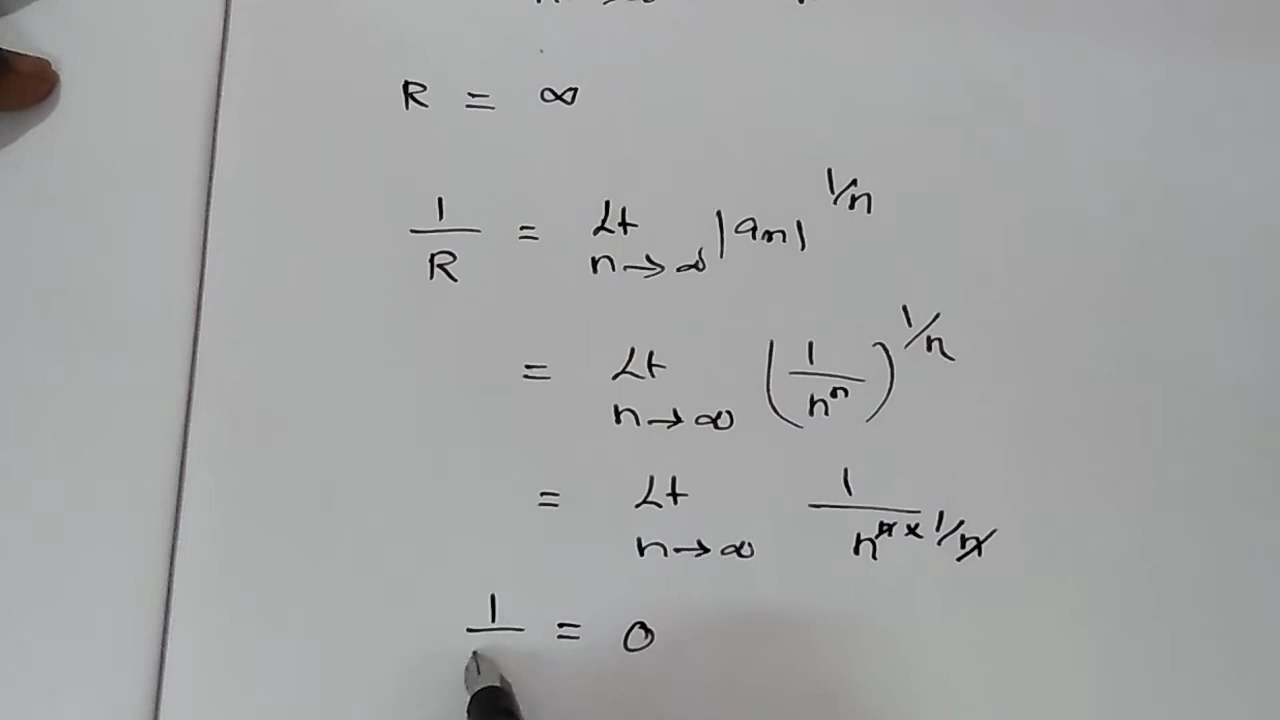 R = ∞
1/R = Lt n→∞ |an|^1/n
= Lt n→∞ (1/n^n)^1/n
= Lt n→∞ 1/n^n×1/n
1/ = 0